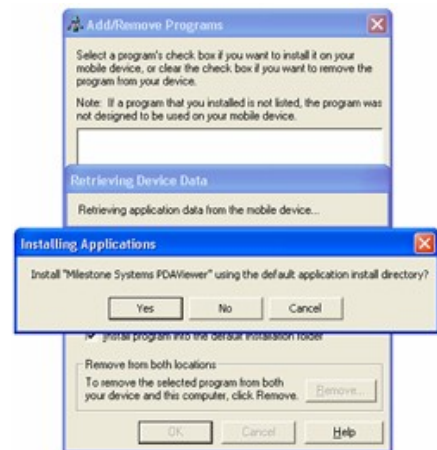 Add/Remove Programs
Select a program's check box if you want to install it on your
mobile device, or clear the check box if you want to remove the
program from your device.
Note: If a program that you installed is not listed, the program was
not designed to be used on your mobile device.
Retrieving Device Data
Retrieving application data from the mobile device...
Installing Applications
Install "Milestone Systems PDAViewer" using the default application install directory?
Yes No Cancel
Install program into the default installation folder
Remove from both locations
To remove the selected program from both
your device and this computer, click Remove.
Remove...
OK Cancel Help